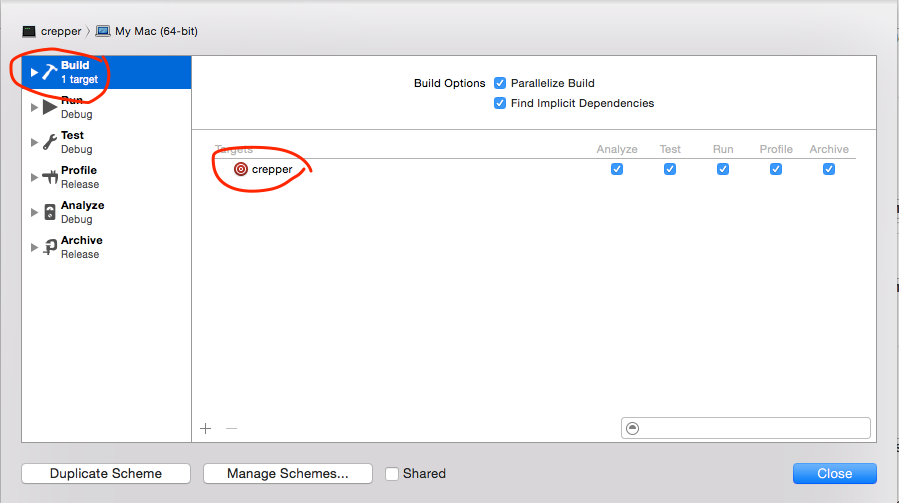 crepper My Mac (64-bit)
Build
1 target
Run
Debug
Test
Debug
Profile
Release
Analyze
Debug
Archive
Release
Build Options Parallelize Build
Find Implicit Dependencies
Targets Analyze Test Run Profile Archive
crepper
Duplicate Scheme Manage Schemes... Shared Close